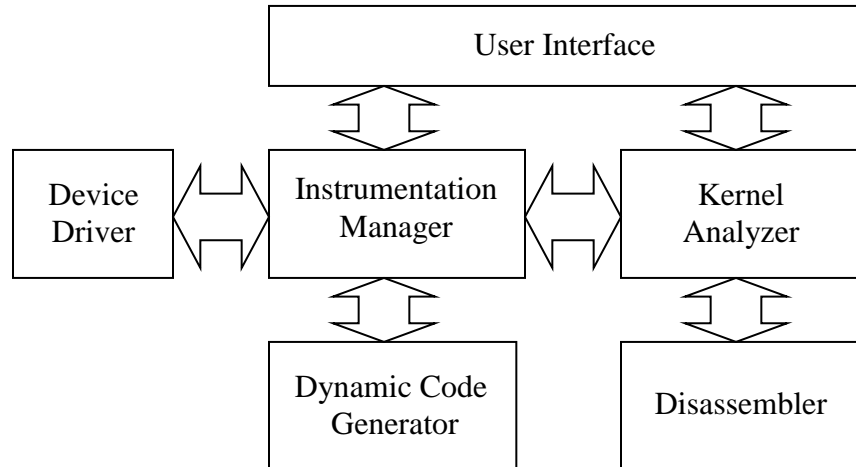 User Interface
Device
Driver
Instrumentation
Manager
Kernel
Analyzer
Dynamic Code
Generator
Disassembler